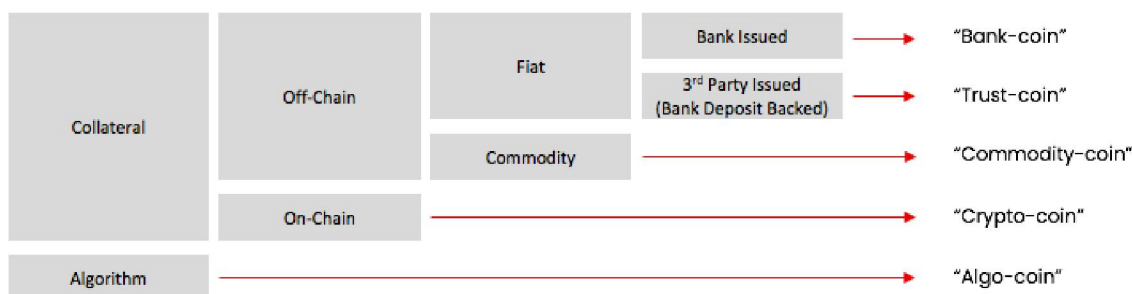 Bank Issued
“Bank-coin”
Fiat
Off-Chain
3rd Party Issued
(Bank Deposit Backed)
“Trust-coin”
Collateral
Commodity
“Commodity-coin”
On-Chain
“Crypto-coin”
Algorithm
“Algo-coin”